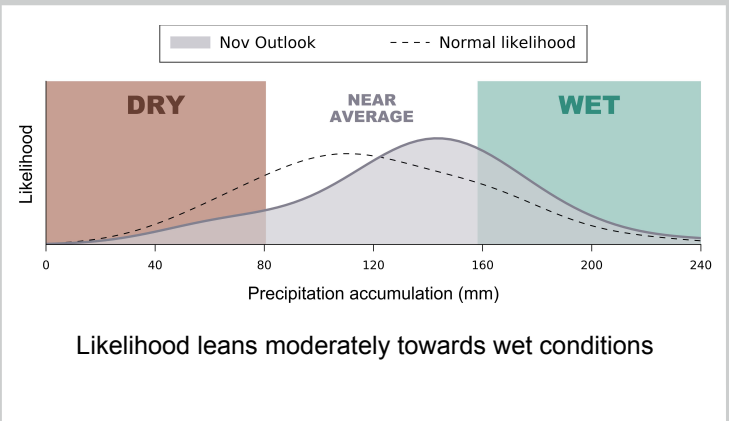 Nov Outlook
Normal likelihood
DRY
NEAR
AVERAGE
WET
Likelihood
0 40 80 120 160 200 240
Precipitation accumulation (mm)
Likelihood leans moderately towards wet conditions